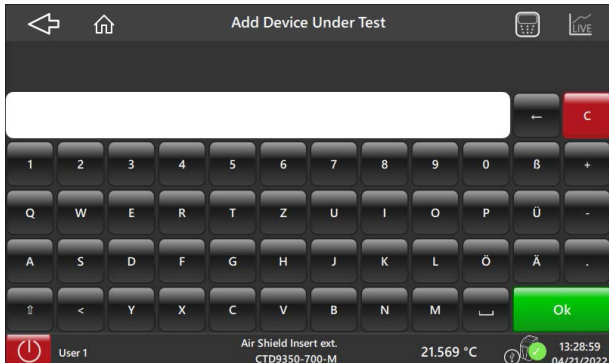 Add Device Under Test
LIVE
← C
1 2 3 4 5 6 7 8 9 0 ß +
Q W E R T Z U I O P Ü -
A S D F G H J K L Ö Ä .
⇧ < Y X C V B N M ⎵ Ok
User 1
Air Shield Insert ext.
CTD9350-700-M
21.569 °C
?
13:28:59
04/21/2022